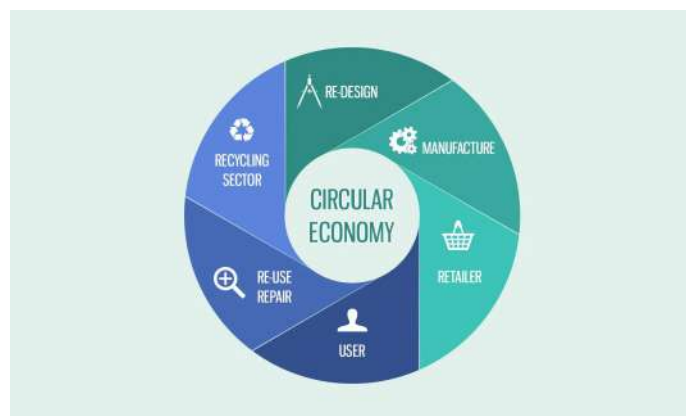 RE-DESIGN
MANUFACTURE
RETAILER
USER
RE-USE
REPAIR
RECYCLING
SECTOR
CIRCULAR
ECONOMY